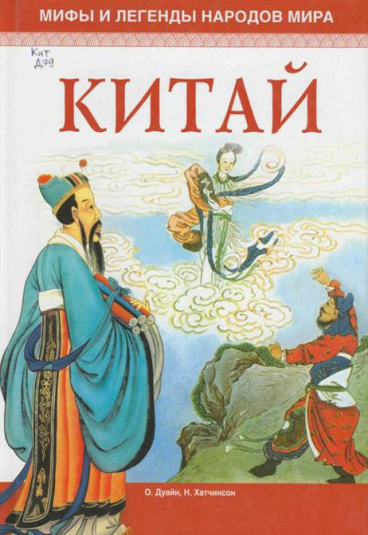 МИФЫ И ЛЕГЕНДЫ НАРОДОВ МИРА
Кит
Д79
КИТАЙ
О. Дуайн, Н. Хатчинсон